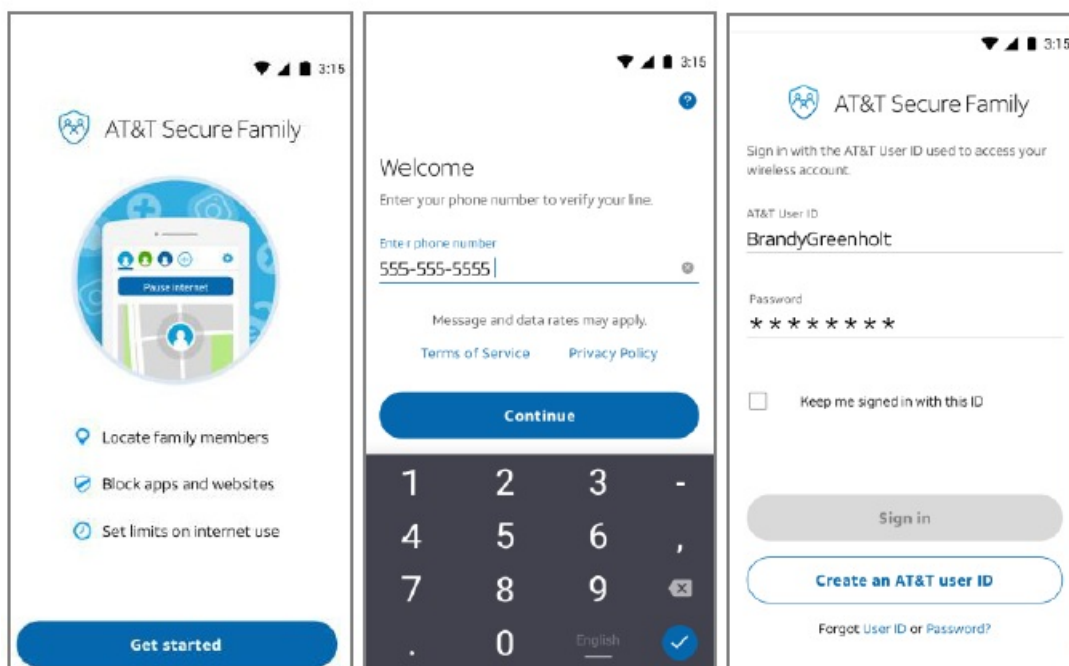 3:15
AT&T Secure Family
Pause internet
Locate family members
Block apps and websites
Set limits on internet use
Get started
3:15
?
Welcome
Enter your phone number to verify your line.
Enter phone number
555-555-5555
Message and data rates may apply.
Terms of Service Privacy Policy
Continue
1 2 3 -
4 5 6 ,
7 8 9
. 0 English
3:15
AT&T Secure Family
Sign in with the AT&T User ID used to access your
wireless account.
AT&T User ID
BrandyGreenholt
Password
********
Keep me signed in with this ID
Sign in
Create an AT&T user ID
Forgot User ID or Password?